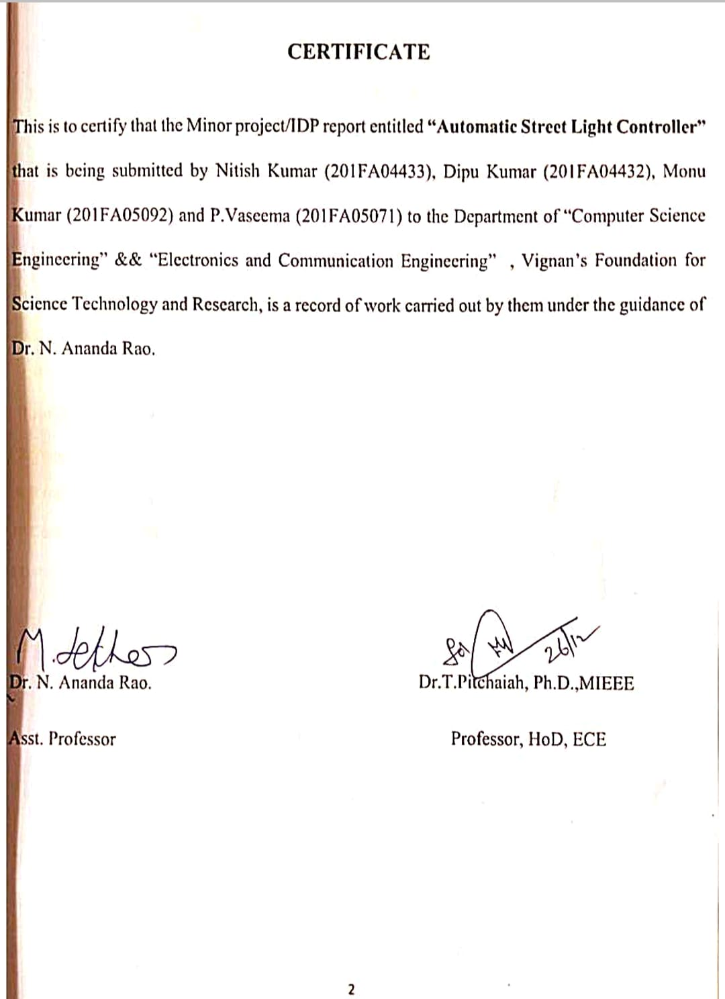 CERTIFICATE
This is to certify that the Minor project/IDP report entitled “Automatic Street Light Controller”
that is being submitted by Nitish Kumar (201FA04433), Dipu Kumar (201FA04432), Monu
Kumar (201FA05092) and P.Vaseema (201FA05071) to the Department of “Computer Science
Engineering” && “Electronics and Communication Engineering” , Vignan’s Foundation for
Science Technology and Research, is a record of work carried out by them under the guidance of
Dr. N. Ananda Rao.
26/12
Dr. N. Ananda Rao.
Dr.T.Pitchaiah, Ph.D.,MIEEE
Asst. Professor
Professor, HoD, ECE
2